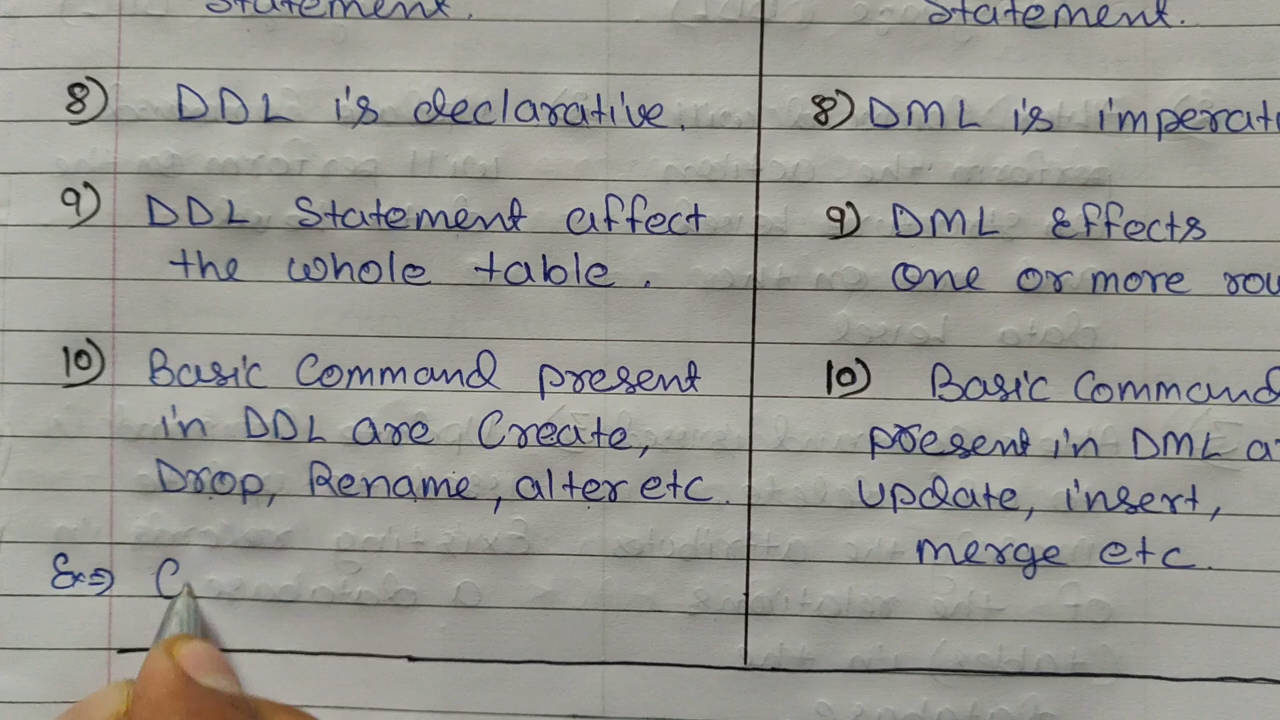 Statement.
8) DDL is declarative.
9) DDL Statement affect
the whole table.
10) Basic Command present
in DDL are Create,
Drop, Rename, alter etc.
Ex⇒ C
Statement.
8) DML is imperat
9) DML Effects
one or more row
10) Basic Command
present in DML a
update, insert,
merge etc.